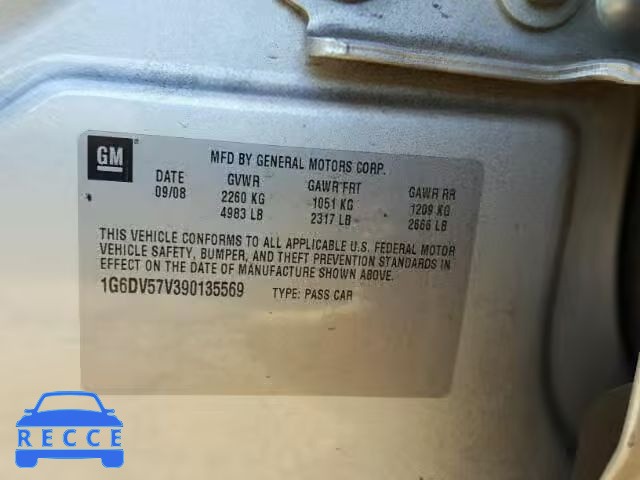 GM
MFD BY GENERAL MOTORS CORP.
DATE GVWR GAWR FRT GAWR RR
09/08 2260 KG 1051 KG 1209 KG
4983 LB 2317 LB 2666 LB
THIS VEHICLE CONFORMS TO ALL APPLICABLE U.S. FEDERAL MOTOR
VEHICLE SAFETY, BUMPER, AND THEFT PREVENTION STANDARDS IN
EFFECT ON THE DATE OF MANUFACTURE SHOWN ABOVE.
1G6DV57V390135569 TYPE: PASS CAR
RECCE